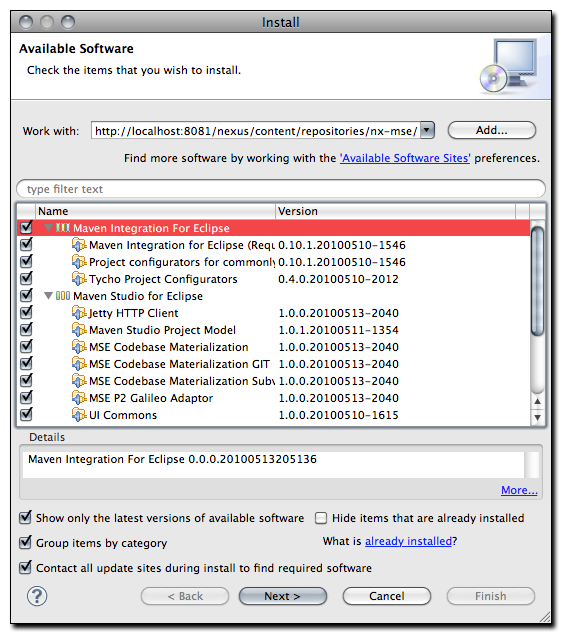 Install
Available Software
Check the items that you wish to install.
Work with: http://localhost:8081/nexus/content/repositories/nx-mse/ Add...
Find more software by working with the 'Available Software Sites' preferences.
type filter text
Name Version
Maven Integration For Eclipse
Maven Integration for Eclipse (Requ 0.10.1.20100510-1546
Project configurators for commonly 0.10.1.20100510-1546
Tycho Project Configurators 0.4.0.20100510-2012
Maven Studio for Eclipse
Jetty HTTP Client 1.0.0.20100513-2040
Maven Studio Project Model 1.0.1.20100511-1354
MSE Codebase Materialization 1.0.0.20100513-2040
MSE Codebase Materialization GIT 1.0.0.20100513-2040
MSE Codebase Materialization Subv 1.0.0.20100513-2040
MSE P2 Galileo Adaptor 1.0.0.20100513-2040
UI Commons 1.0.0.20100510-1615
Details
Maven Integration For Eclipse 0.0.0.20100513205136
More...
Show only the latest versions of available software Hide items that are already installed
Group items by category What is already installed?
Contact all update sites during install to find required software
? < Back Next > Cancel Finish